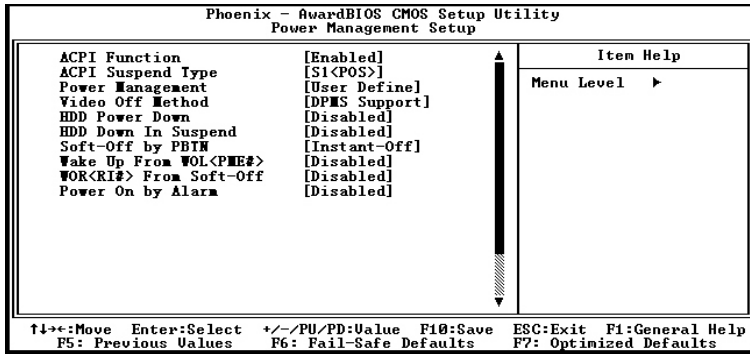 Phoenix - AwardBIOS CMOS Setup Utility
Power Management Setup
ACPI Function [Enabled]
ACPI Suspend Type [S1<POS>]
Power Management [User Define]
Video Off Method [DPMS Support]
HDD Power Down [Disabled]
HDD Down In Suspend [Disabled]
Soft-Off by PBTN [Instant-Off]
Wake Up From WOL<PME#> [Disabled]
WOR<RI#> From Soft-Off [Disabled]
Power On by Alarm [Disabled]
Item Help
Menu Level ►
↑↓→←:Move Enter:Select +/-/PU/PD:Value F10:Save ESC:Exit F1:General Help
F5: Previous Values F6: Fail-Safe Defaults F7: Optimized Defaults